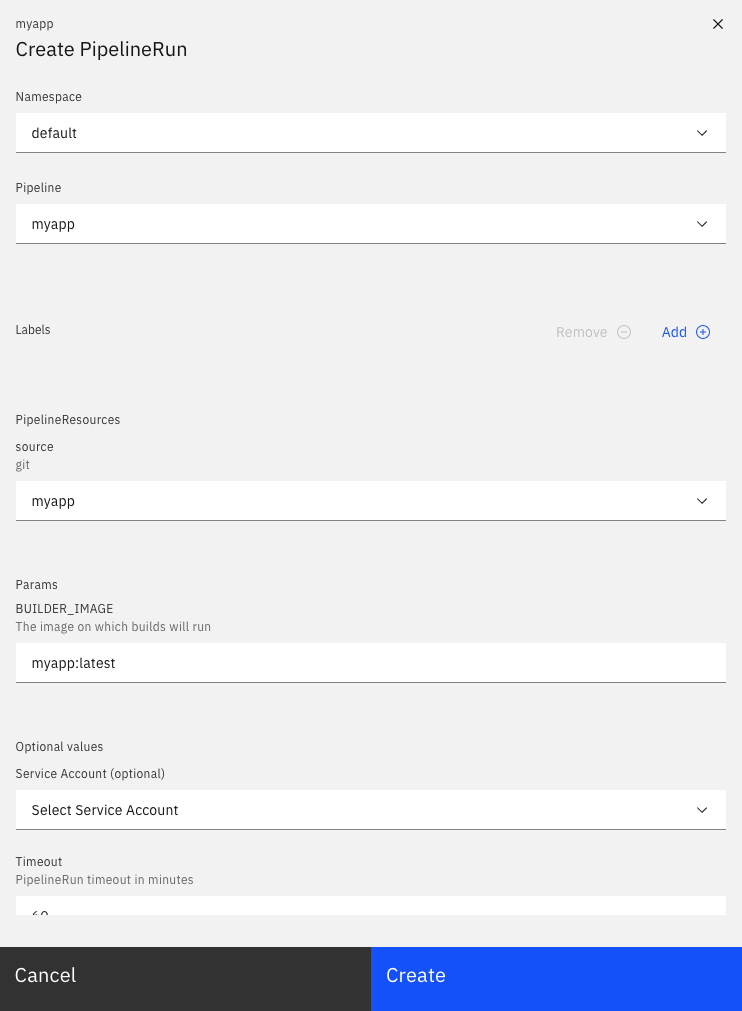 myapp
Create PipelineRun
Namespace
default
Pipeline
myapp
Labels
Remove
Add
PipelineResources
source
git
myapp
Params
BUILDER_IMAGE
The image on which builds will run
myapp:latest
Optional values
Service Account (optional)
Select Service Account
Timeout
PipelineRun timeout in minutes
60
Cancel
Create